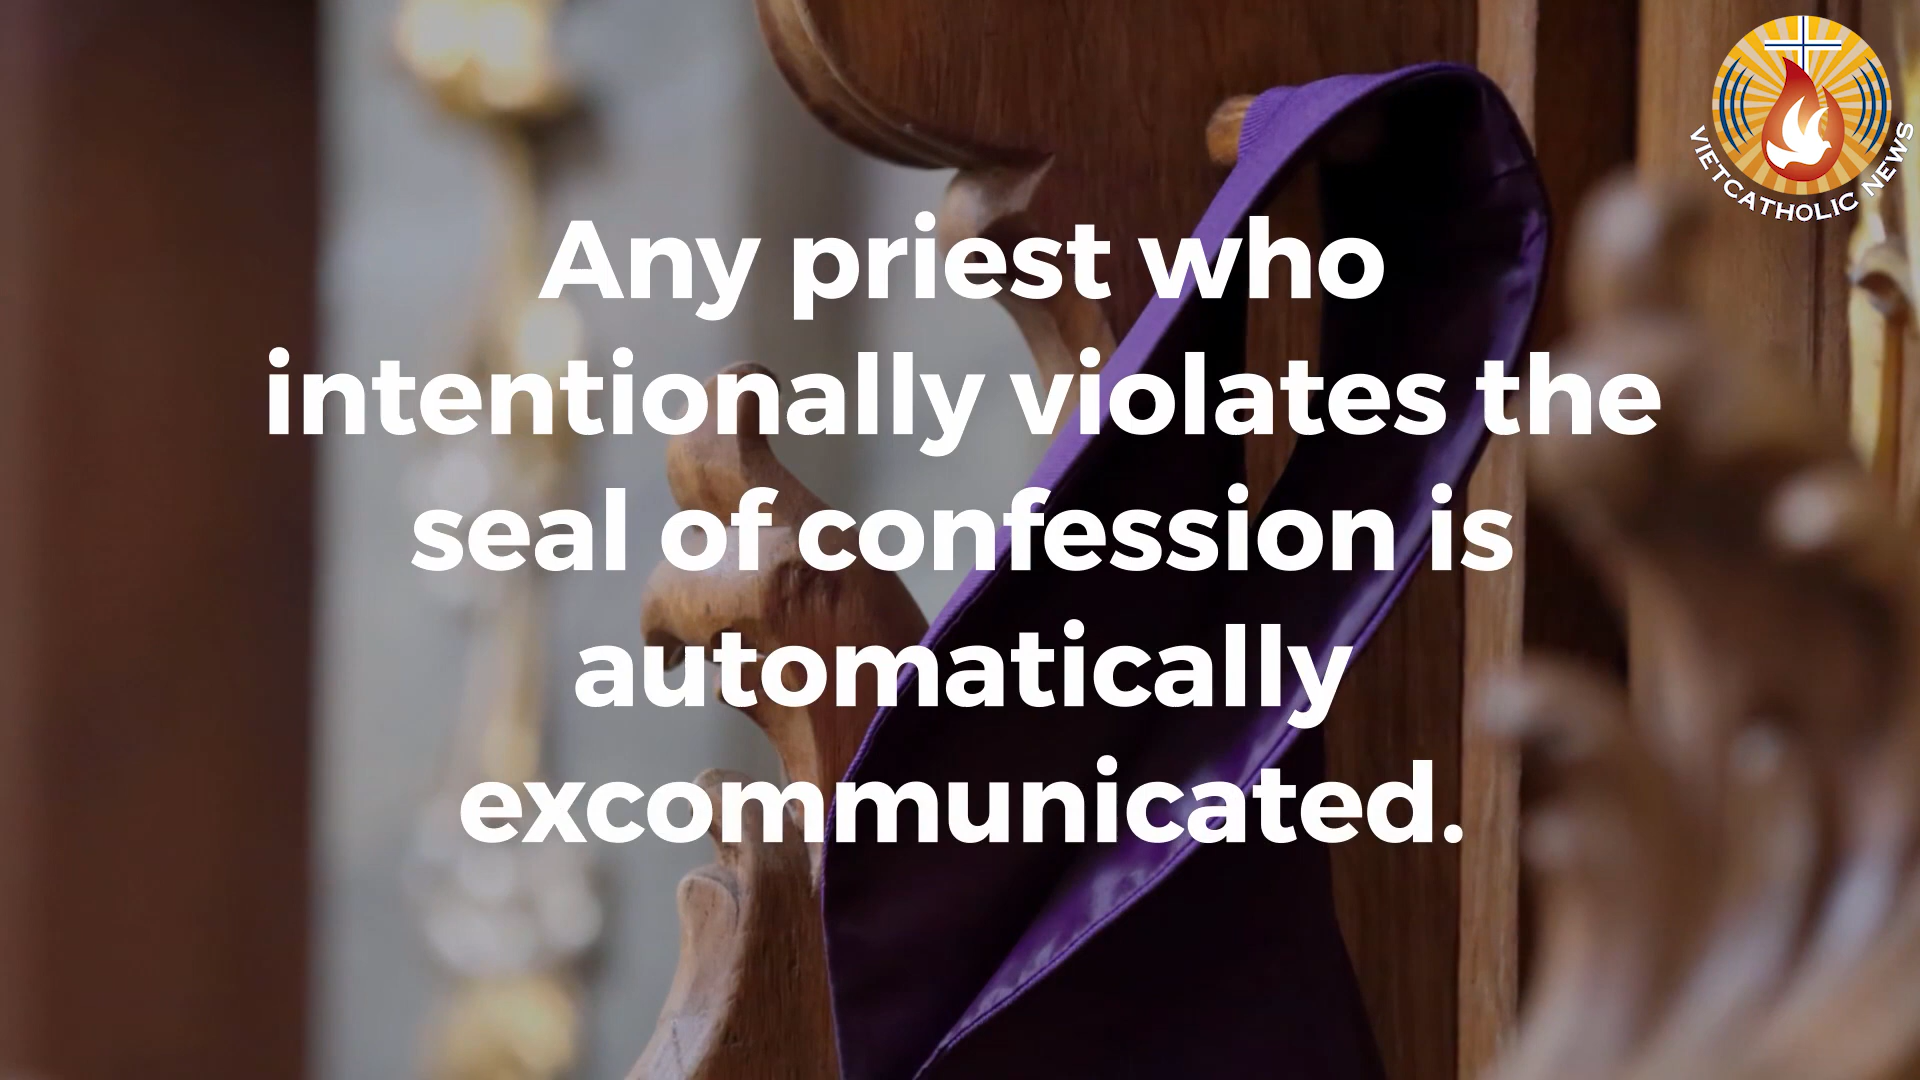 VIETCATHOLIC NEWS
Any priest who
intentionally violates the
seal of confession is
automatically
excommunicated.